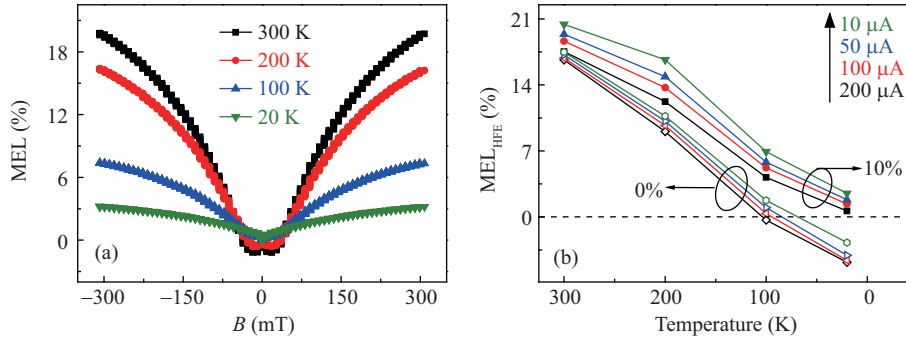 MEL (%)
18
12
6
0
300 K
200 K
100 K
20 K
(a)
−300
−150
0
150
300
B (mT)
MEL_HFE (%)
21
14
7
0
10 μA
50 μA
100 μA
200 μA
0%
10%
(b)
300
200
100
0
Temperature (K)